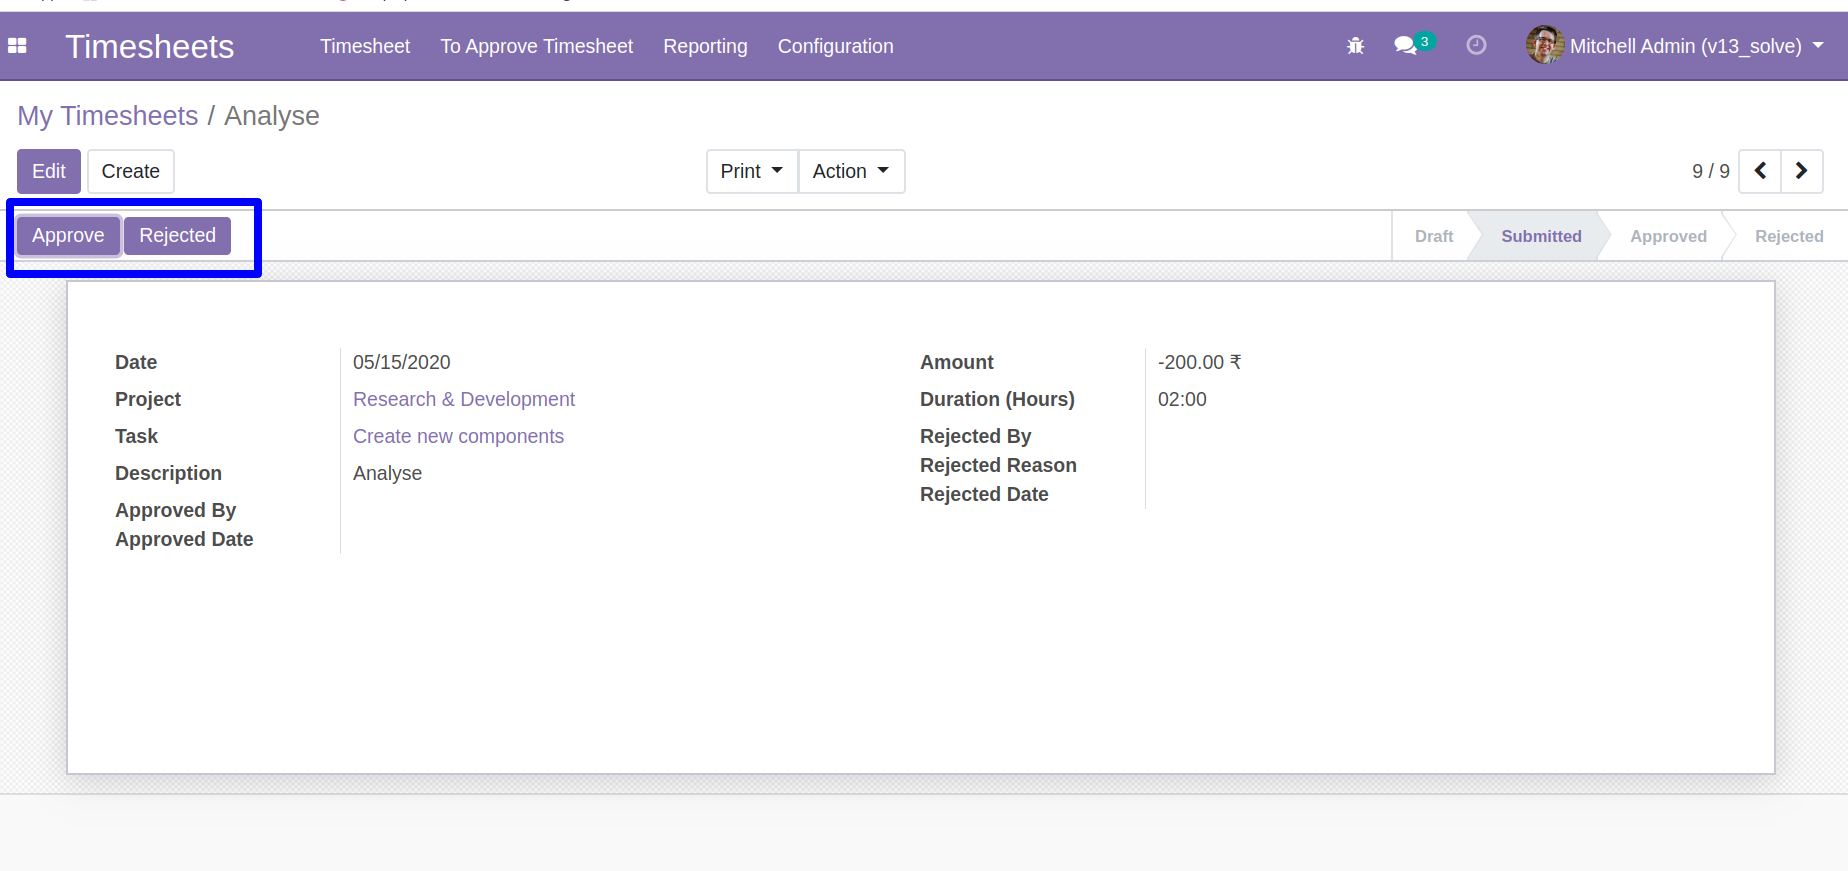 Timesheets Timesheet To Approve Timesheet Reporting Configuration 3 Mitchell Admin (v13_solve)
My Timesheets / Analyse
Edit Create Print Action 9 / 9
Approve Rejected Draft Submitted Approved Rejected
Date 05/15/2020 Amount -200.00 ₹
Project Research & Development Duration (Hours) 02:00
Task Create new components Rejected By
Description Analyse Rejected Reason
Approved By Rejected Date
Approved Date